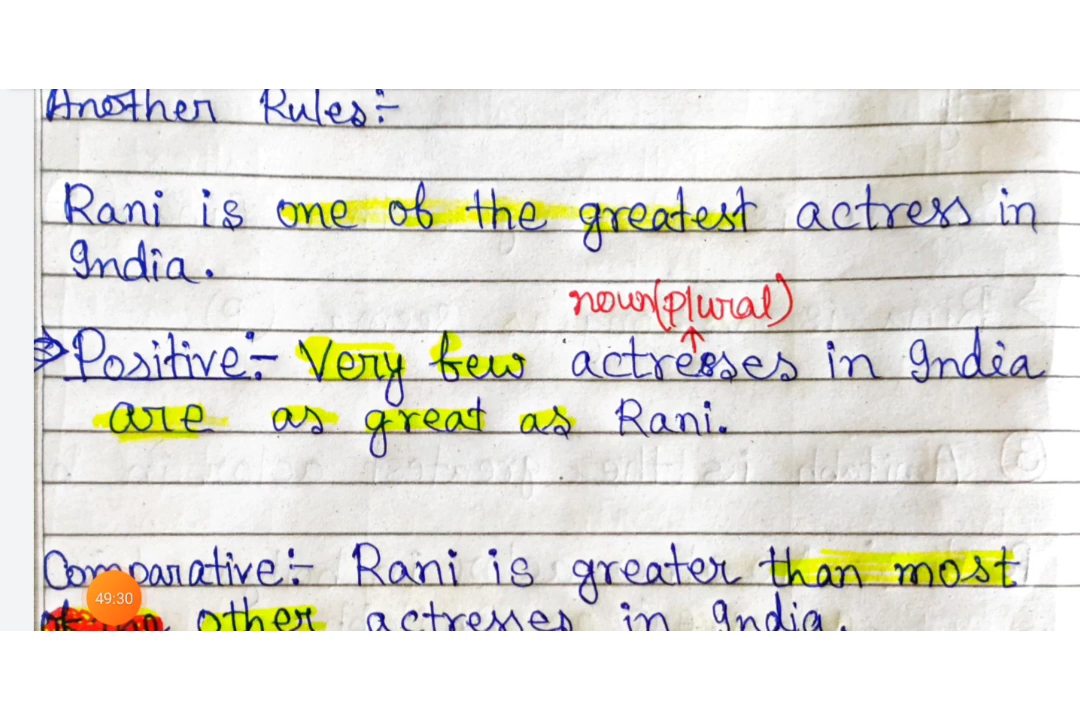 Another Rules:-
Rani is one of the greatest actress in
India.
noun(plural)
Positive:- Very few actresses in India
are as great as Rani.
Comparative:- Rani is greater than most
other actresses in India.
49:30